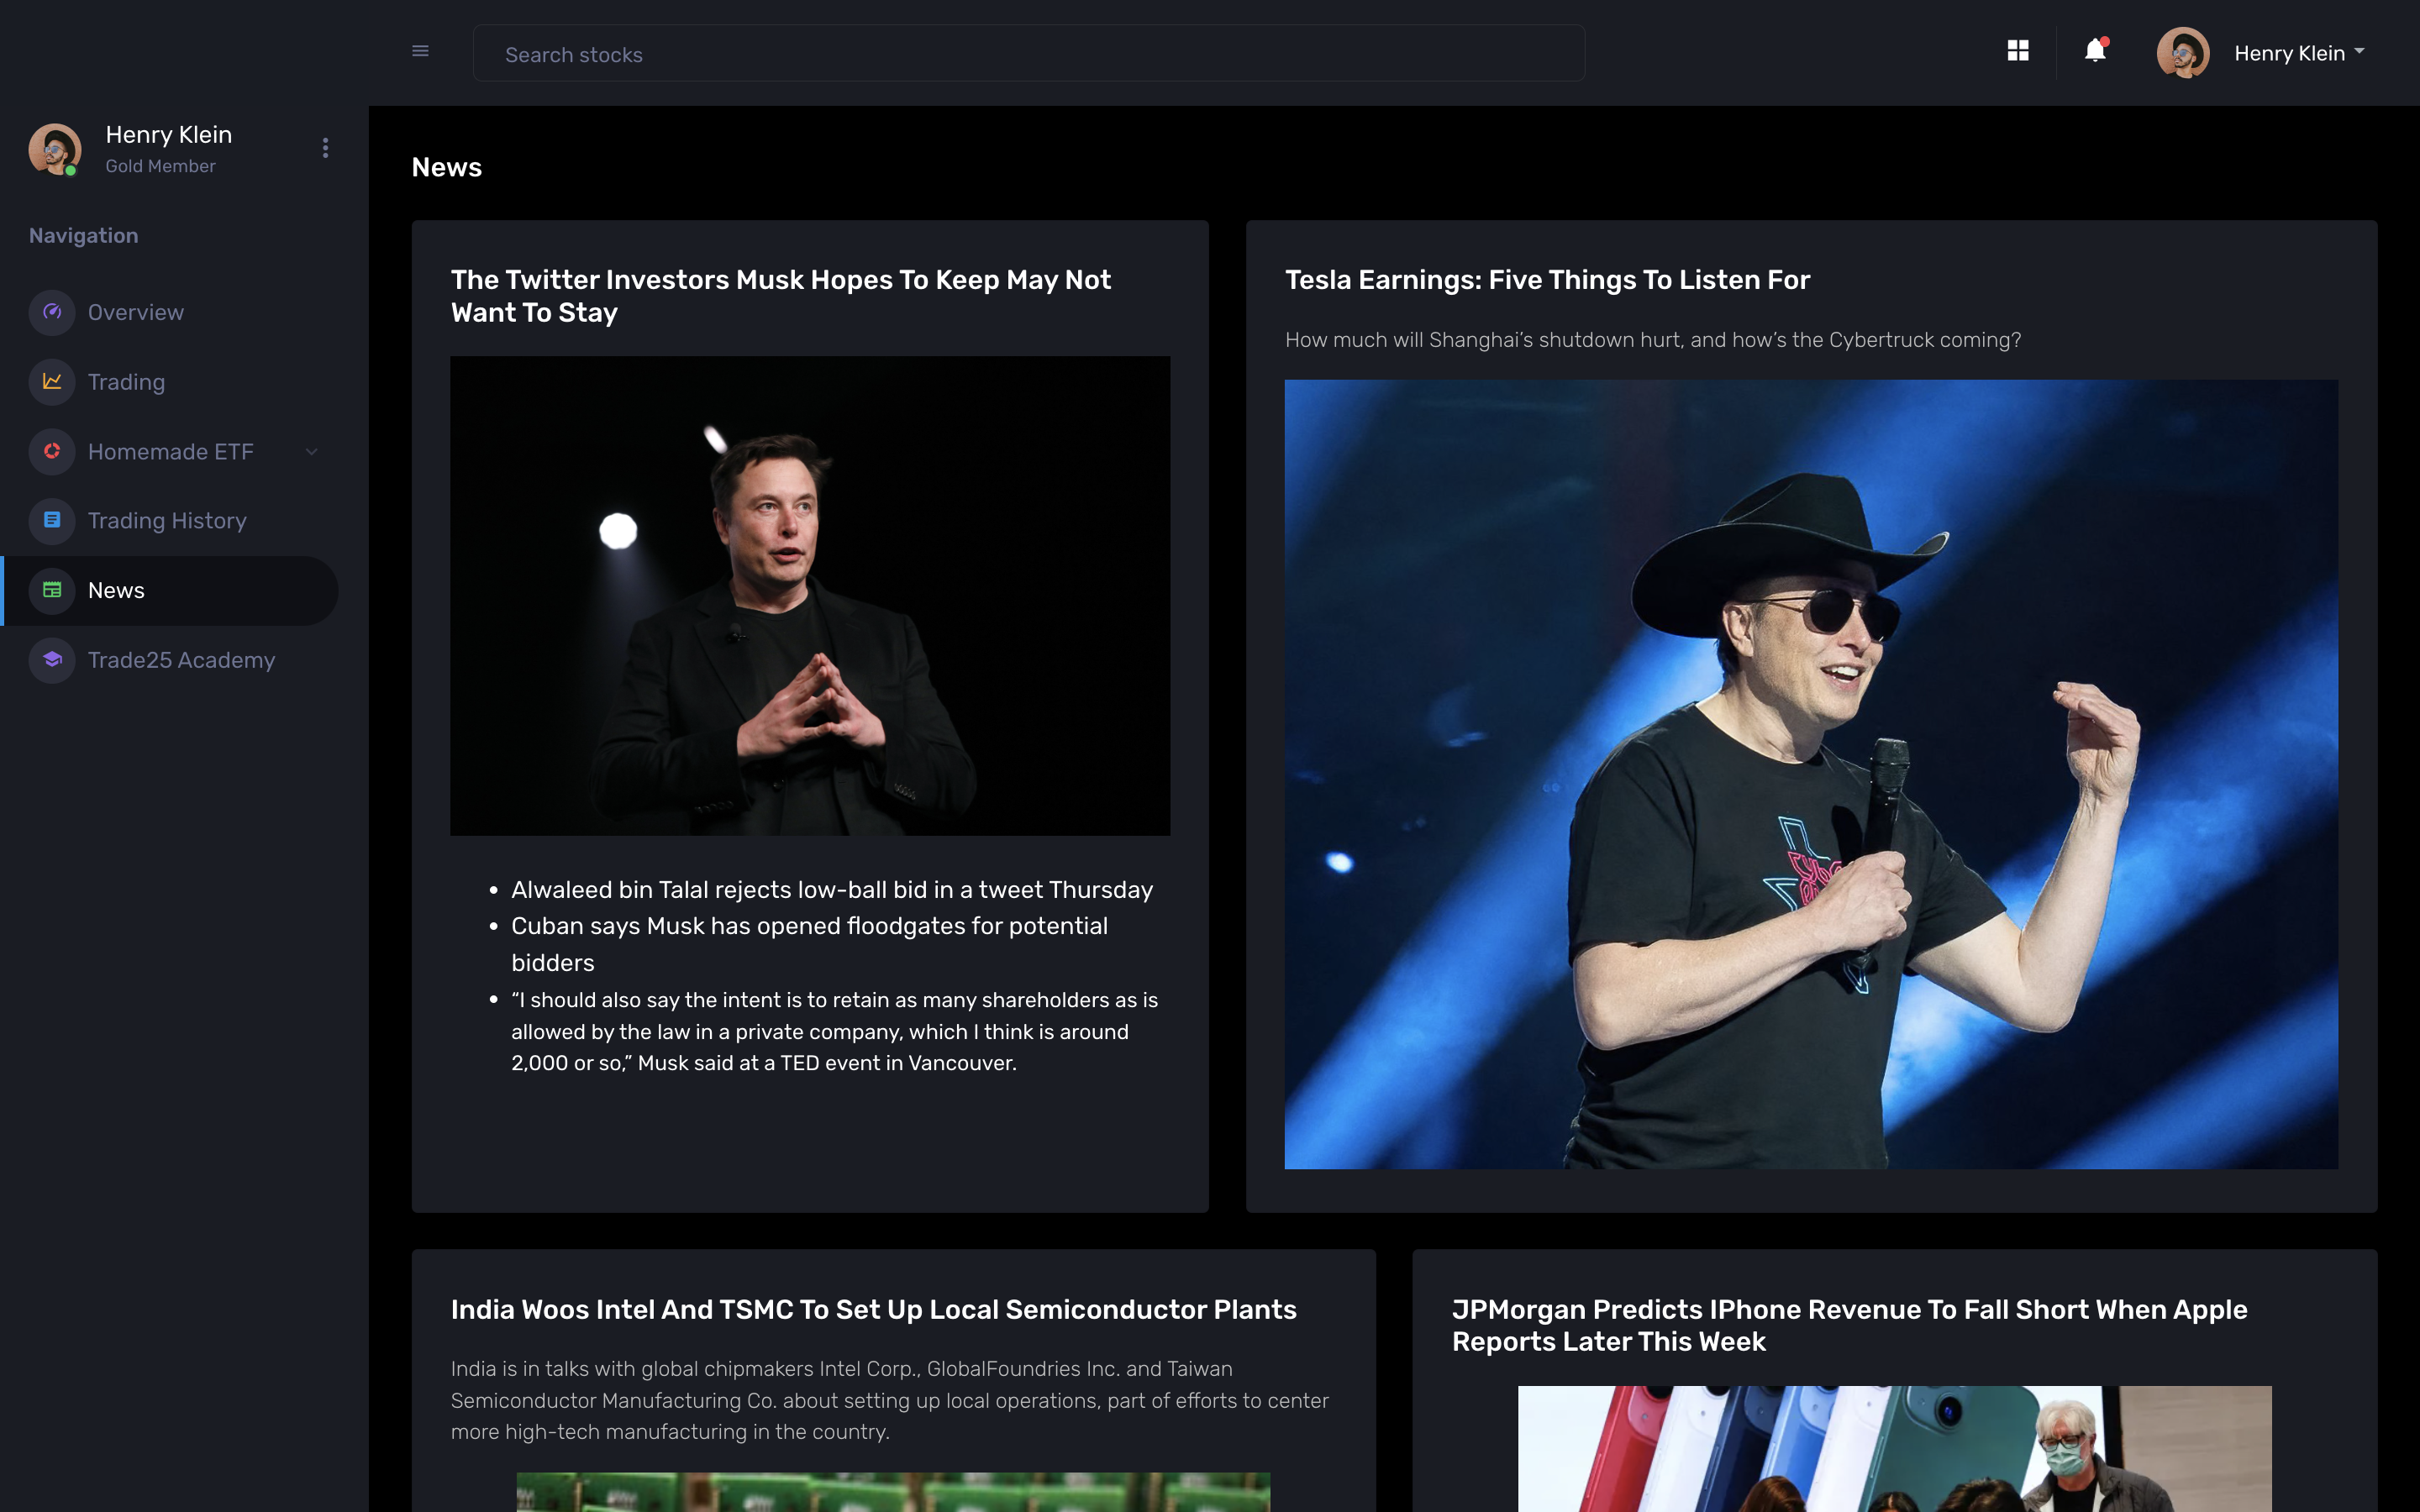 Search stocks
Henry Klein
Henry Klein
Gold Member
Navigation
Overview
Trading
Homemade ETF
Trading History
News
Trade25 Academy
News
The Twitter Investors Musk Hopes To Keep May Not
Want To Stay
• Alwaleed bin Talal rejects low-ball bid in a tweet Thursday
• Cuban says Musk has opened floodgates for potential
bidders
• “I should also say the intent is to retain as many shareholders as is
allowed by the law in a private company, which I think is around
2,000 or so,” Musk said at a TED event in Vancouver.
Tesla Earnings: Five Things To Listen For
How much will Shanghai’s shutdown hurt, and how’s the Cybertruck coming?
India Woos Intel And TSMC To Set Up Local Semiconductor Plants
India is in talks with global chipmakers Intel Corp., GlobalFoundries Inc. and Taiwan
Semiconductor Manufacturing Co. about setting up local operations, part of efforts to center
more high-tech manufacturing in the country.
JPMorgan Predicts IPhone Revenue To Fall Short When Apple
Reports Later This Week